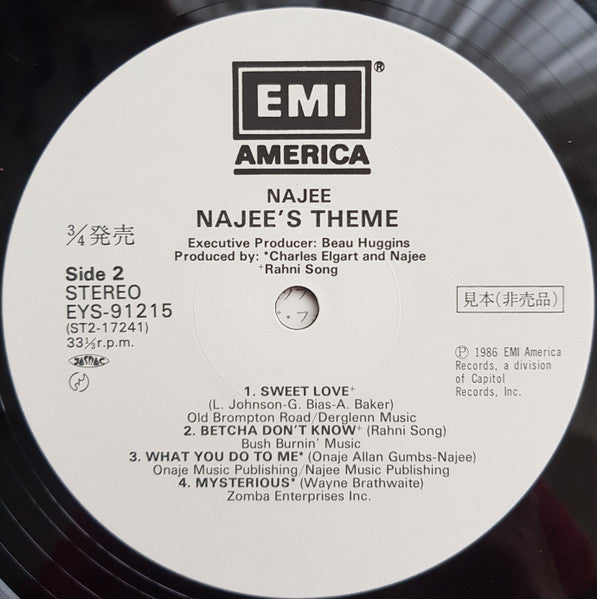 EMI ®
AMERICA
NAJEE
NAJEE'S THEME
Executive Producer: Beau Huggins
Produced by: *Charles Elgart and Najee
+Rahni Song
3/4発売
Side 2
STEREO
EYS-91215
(ST2-17241)
33⅓r.p.m.
JASRAC
見本(非売品)
℗ 1986 EMI America
Records, a division
of Capitol
Records, Inc.
1. SWEET LOVE+
(L. Johnson-G. Bias-A. Baker)
Old Brompton Road/Derglenn Music
2. BETCHA DON'T KNOW+ (Rahni Song)
Bush Burnin' Music
3. WHAT YOU DO TO ME* (Onaje Allan Gumbs-Najee)
Onaje Music Publishing/Najee Music Publishing
4. MYSTERIOUS* (Wayne Brathwaite)
Zomba Enterprises Inc.